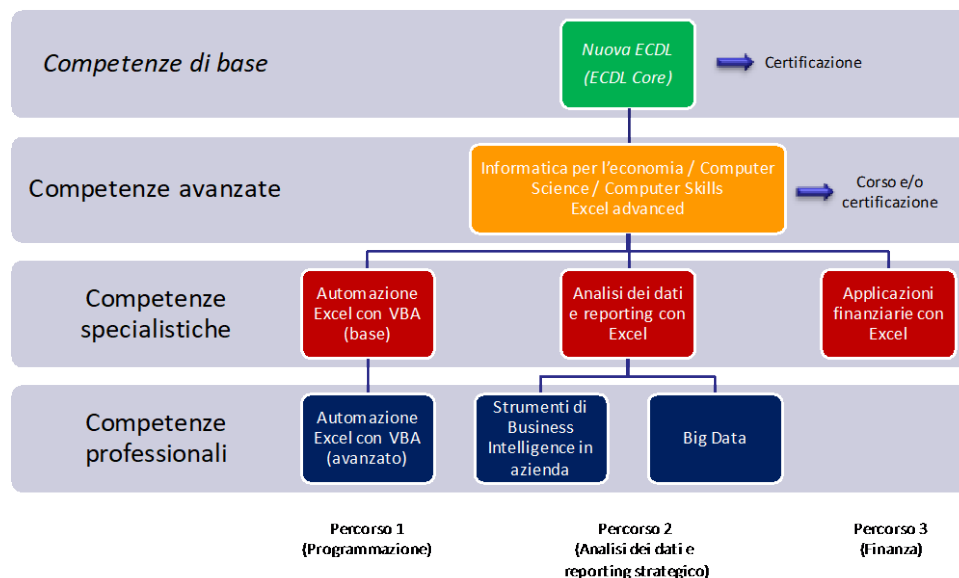 Competenze di base
Nuova ECDL
(ECDL Core)
Certificazione
Competenze avanzate
Informatica per l'economia / Computer
Science / Computer Skills
Excel advanced
Corso e/o
certificazione
Competenze
specialistiche
Automazione
Excel con VBA
(base)
Analisi dei dati
e reporting con
Excel
Applicazioni
finanziarie con
Excel
Competenze
professionali
Automazione
Excel con VBA
(avanzato)
Strumenti di
Business
Intelligence in
azienda
Big Data
Percorso 1
(Programmazione)
Percorso 2
(Analisi dei dati e
reporting strategico)
Percorso 3
(Finanza)